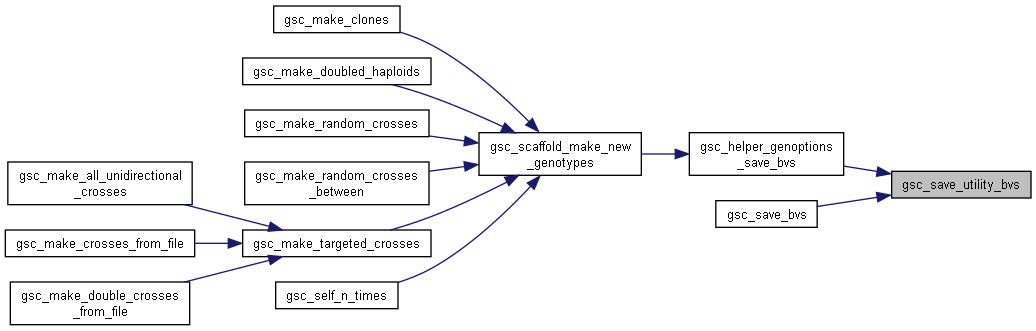 gsc_make_clones
gsc_make_doubled_haploids
gsc_make_random_crosses
gsc_scaffold_make_new
_genotypes
gsc_helper_genoptions
_save_bvs
gsc_make_all_unidirectional
_crosses
gsc_make_random_crosses
_between
gsc_save_utility_bvs
gsc_save_bvs
gsc_make_crosses_from_file
gsc_make_targeted_crosses
gsc_make_double_crosses
_from_file
gsc_self_n_times